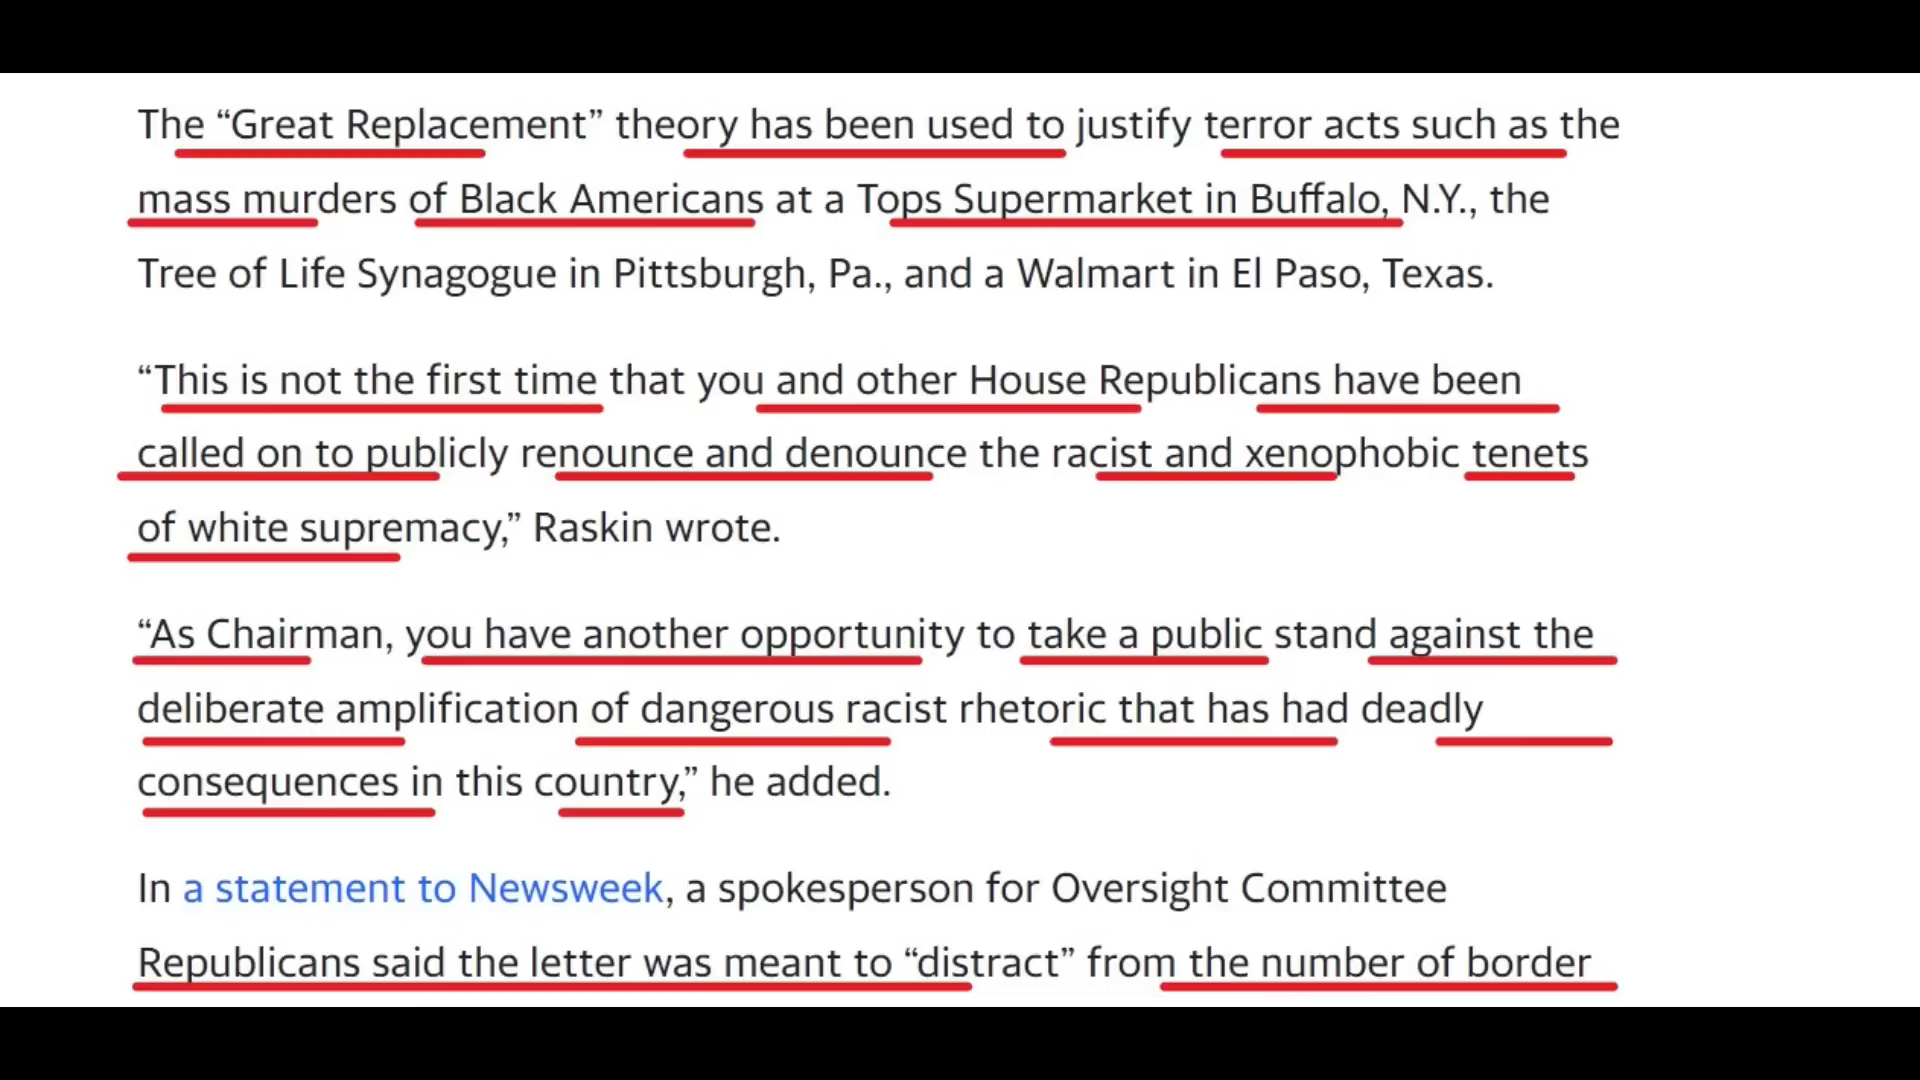 The “Great Replacement” theory has been used to justify terror acts such as the
mass murders of Black Americans at a Tops Supermarket in Buffalo, N.Y., the
Tree of Life Synagogue in Pittsburgh, Pa., and a Walmart in El Paso, Texas.
“This is not the first time that you and other House Republicans have been
called on to publicly renounce and denounce the racist and xenophobic tenets
of white supremacy,” Raskin wrote.
“As Chairman, you have another opportunity to take a public stand against the
deliberate amplification of dangerous racist rhetoric that has had deadly
consequences in this country,” he added.
In a statement to Newsweek, a spokesperson for Oversight Committee
Republicans said the letter was meant to “distract” from the number of border